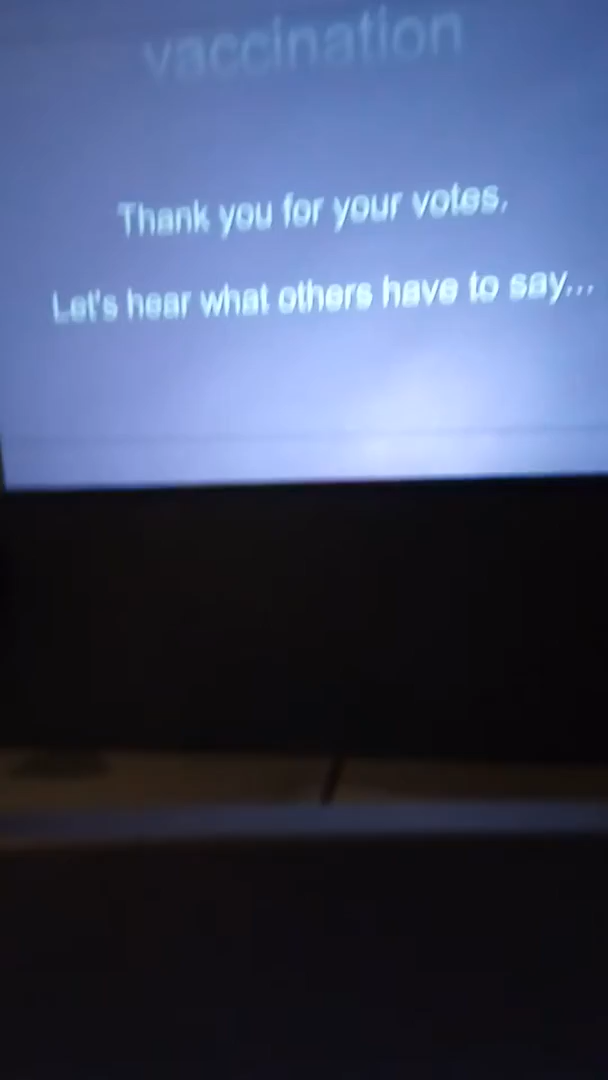 vaccination
Thank you for your votes,
Let's hear what others have to say...